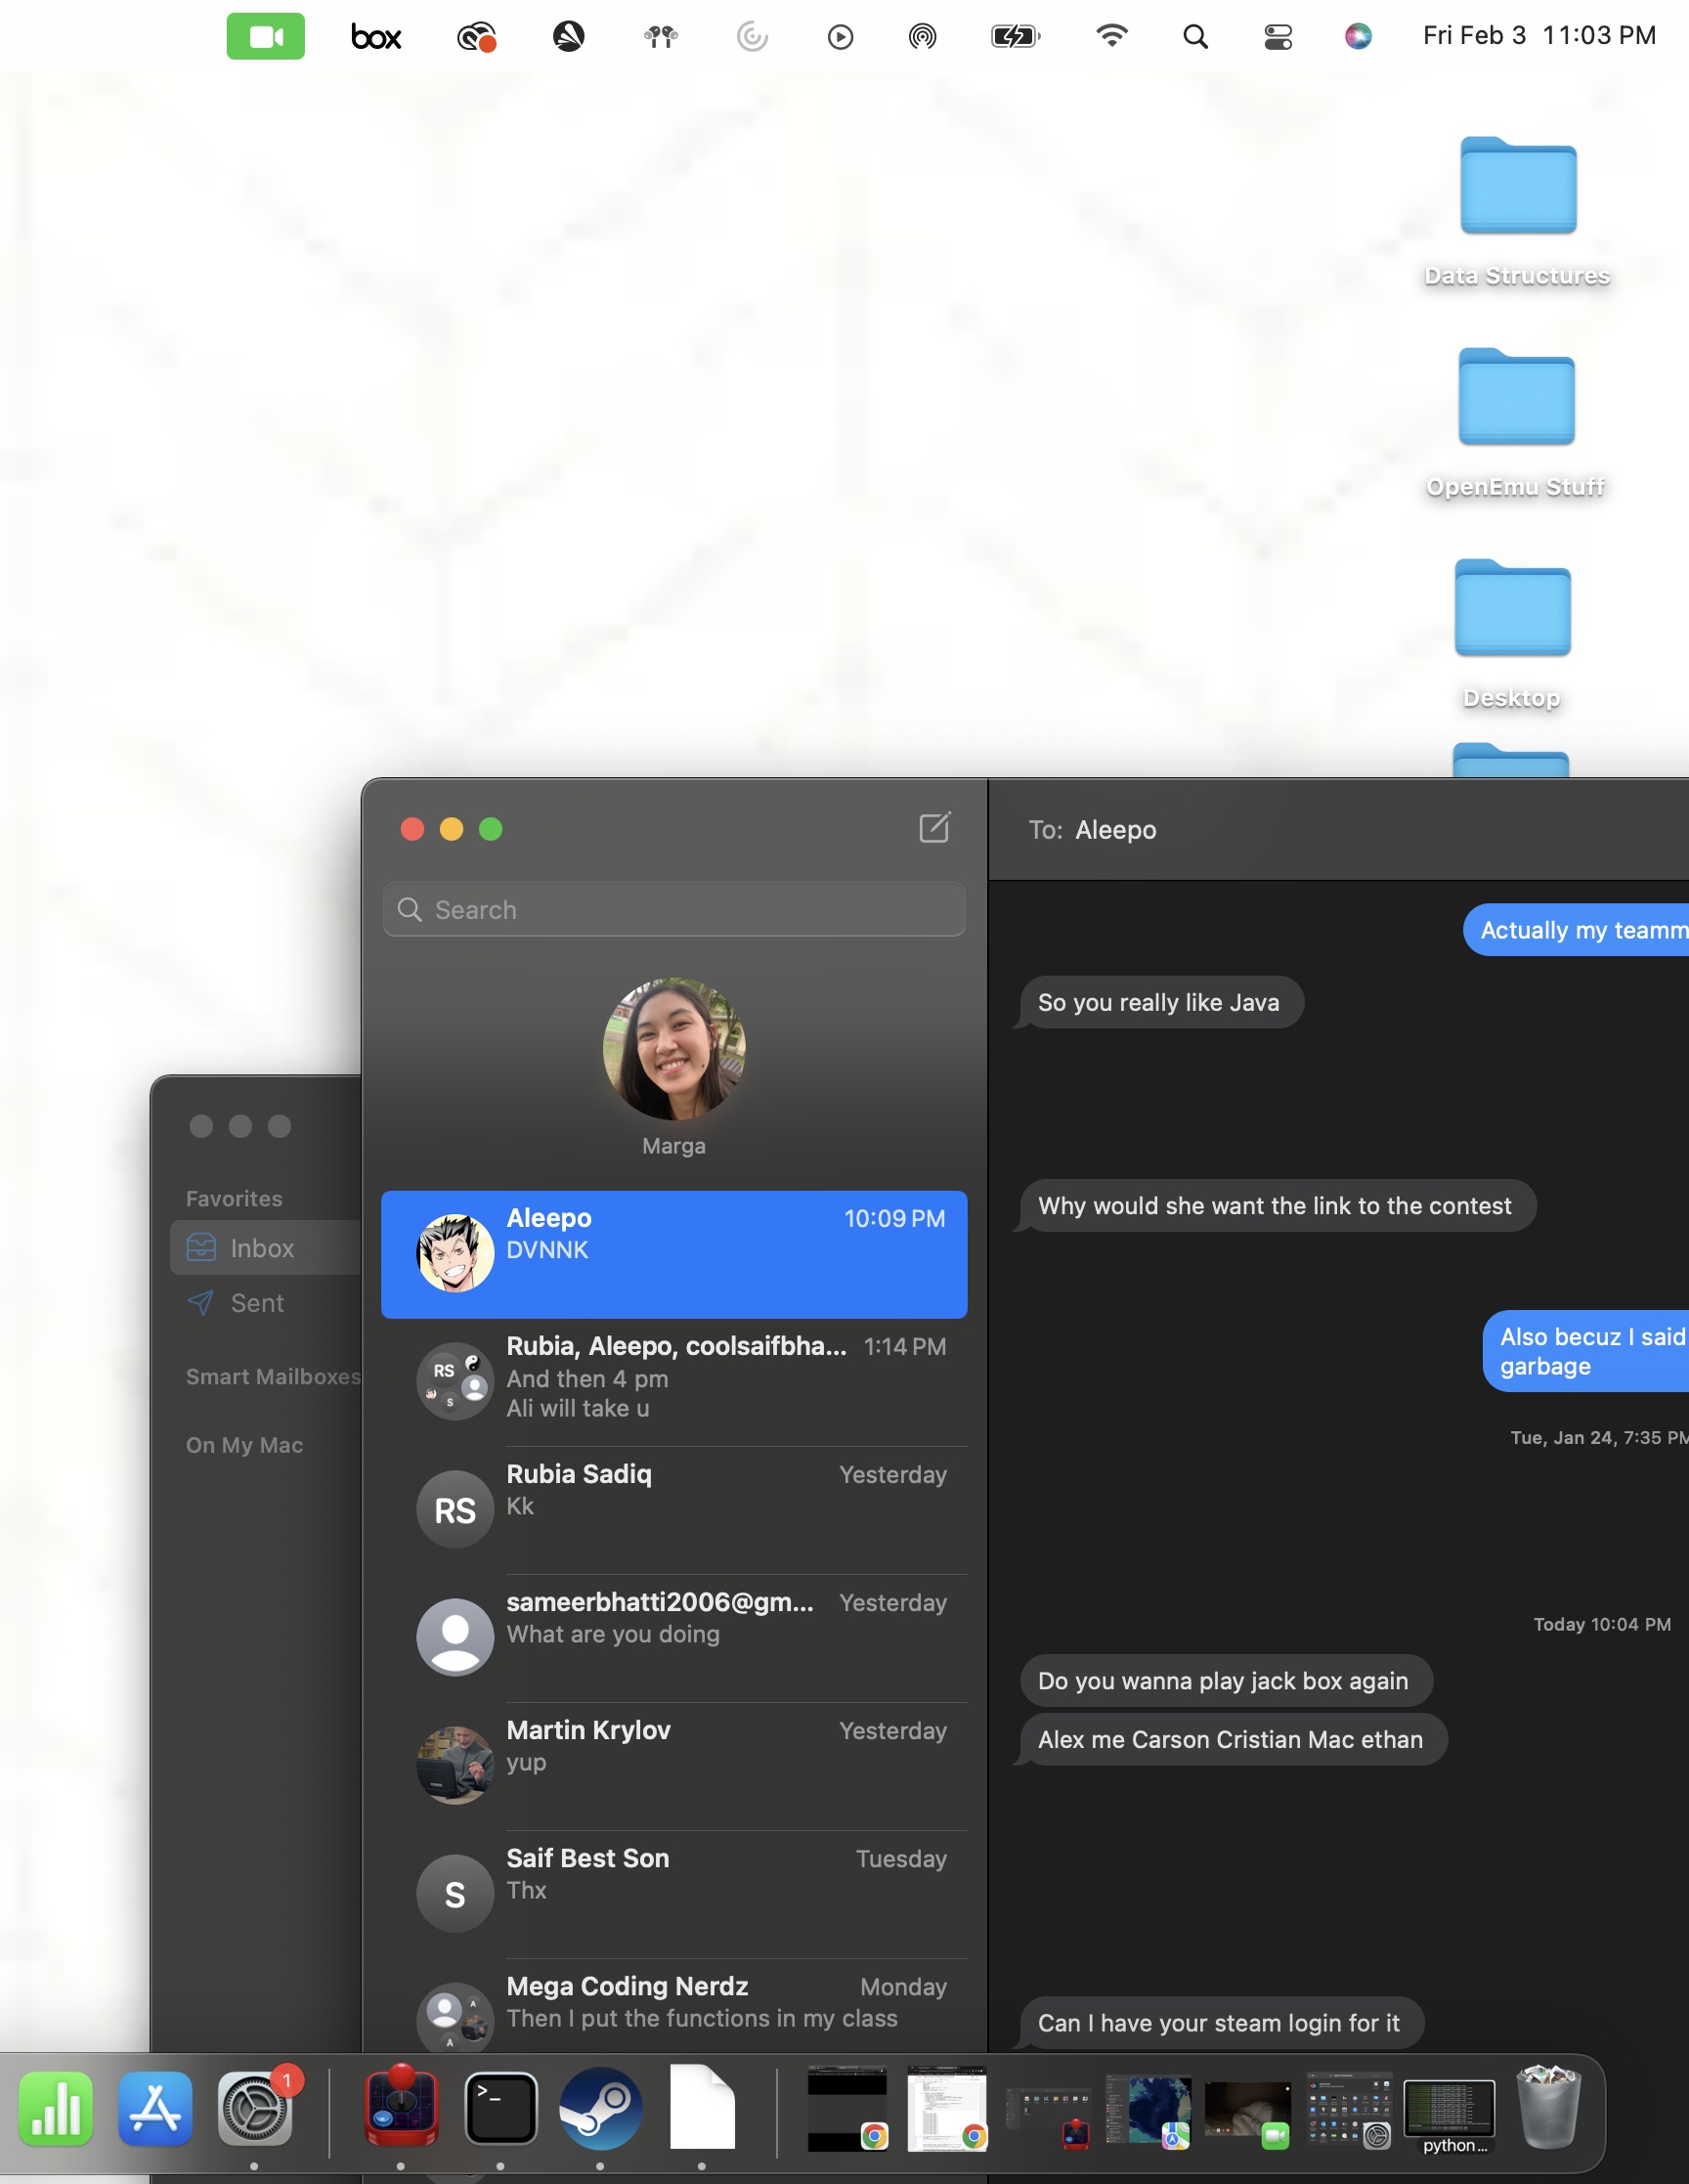 box
Fri Feb 3 11:03 PM
Data Structures
OpenEmu Stuff
Desktop
To: Aleepo
Search
Actually my teamm
So you really like Java
Marga
Favorites
Why would she want the link to the contest
Aleepo 10:09 PM
DVNNK
Inbox
Sent
Also becuz I said
garbage
Rubia, Aleepo, coolsaifbha... 1:14 PM
RS
S
And then 4 pm
Ali will take u
Smart Mailboxes
Tue, Jan 24, 7:35 PM
On My Mac
Rubia Sadiq Yesterday
RS
Kk
sameerbhatti2006@gm... Yesterday
What are you doing
Today 10:04 PM
Do you wanna play jack box again
Martin Krylov Yesterday
yup
Alex me Carson Cristian Mac ethan
Saif Best Son Tuesday
S
Thx
Mega Coding Nerdz Monday
A
A
Then I put the functions in my class
Can I have your steam login for it
1
>_
python...